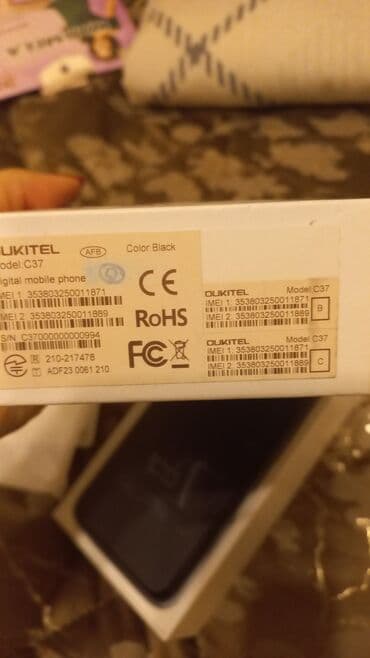 OUKITEL
AFB
Color Black
Model C37
Digital mobile phone
IMEI 1: 353803250011871
IMEI 2: 353803250011889
S/N: C37000000000994
R 210-217478
T ADF23 0061 210
CE
RoHS
FC
OUKITEL Model C37
IMEI 1: 353803250011871
IMEI 2: 353803250011889
B
OUKITEL Model C37
IMEI 1: 353803250011871
IMEI 2: 353803250011889
C